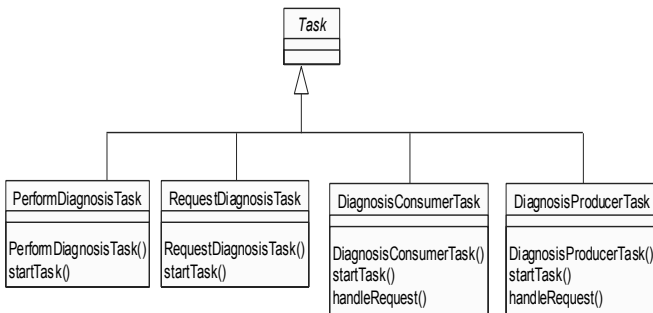 Task
PerformDiagnosisTask
PerformDiagnosisTask()
startTask()
RequestDiagnosisTask
RequestDiagnosisTask()
startTask()
DiagnosisConsumerTask
DiagnosisConsumerTask()
startTask()
handleRequest()
DiagnosisProducerTask
DiagnosisProducerTask()
startTask()
handleRequest()